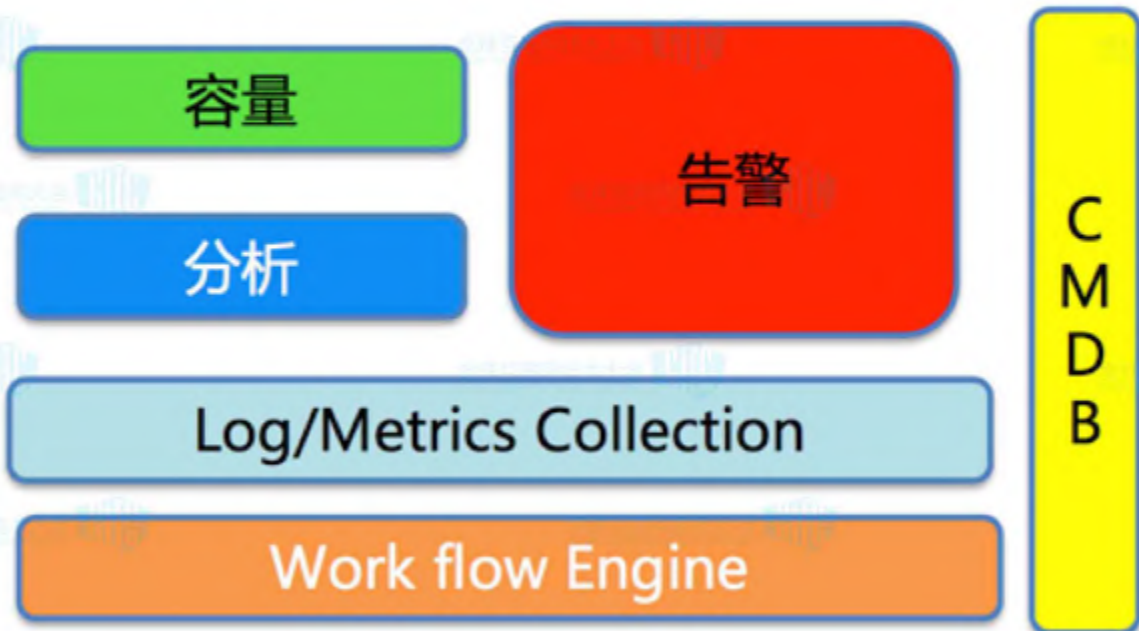 容量
告警
分析
Log/Metrics Collection
Work flow Engine
C
M
D
B